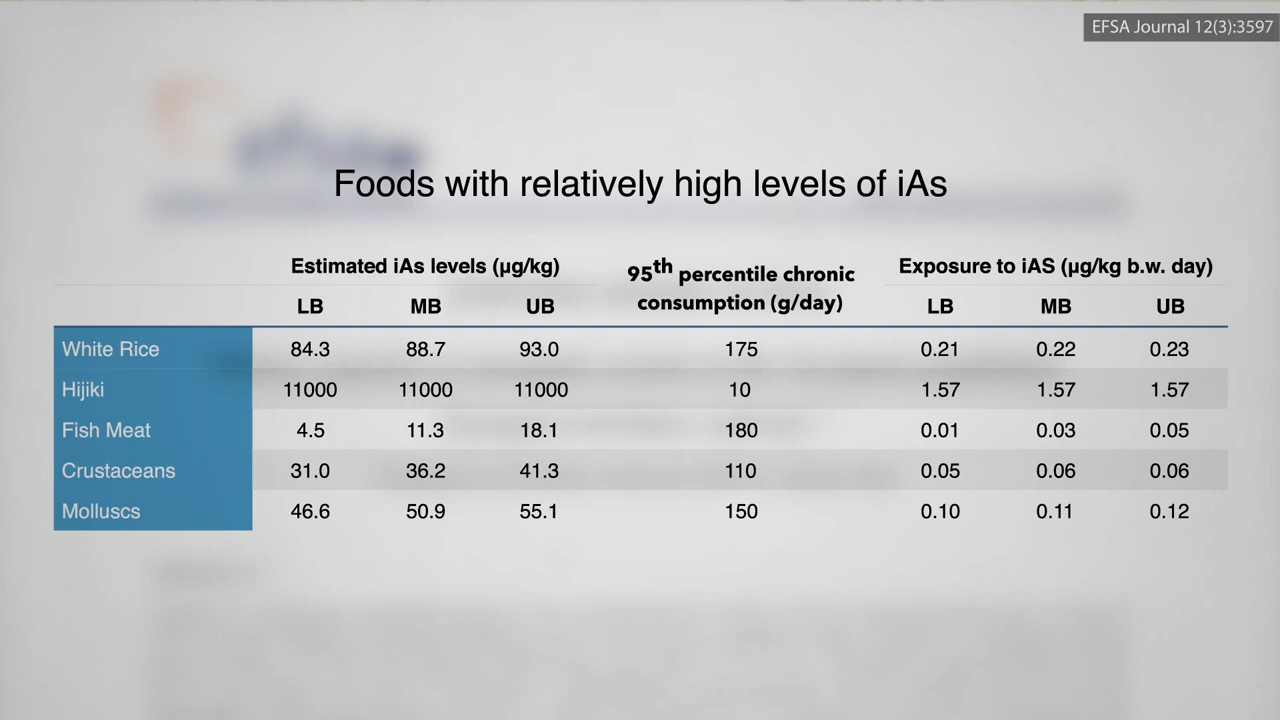 EFSA Journal 12(3):3597
Foods with relatively high levels of iAs
Estimated iAs levels (µg/kg) 95th percentile chronic consumption (g/day) Exposure to iAS (µg/kg b.w. day)
LB MB UB LB MB UB
White Rice 84.3 88.7 93.0 175 0.21 0.22 0.23
Hijiki 11000 11000 11000 10 1.57 1.57 1.57
Fish Meat 4.5 11.3 18.1 180 0.01 0.03 0.05
Crustaceans 31.0 36.2 41.3 110 0.05 0.06 0.06
Molluscs 46.6 50.9 55.1 150 0.10 0.11 0.12